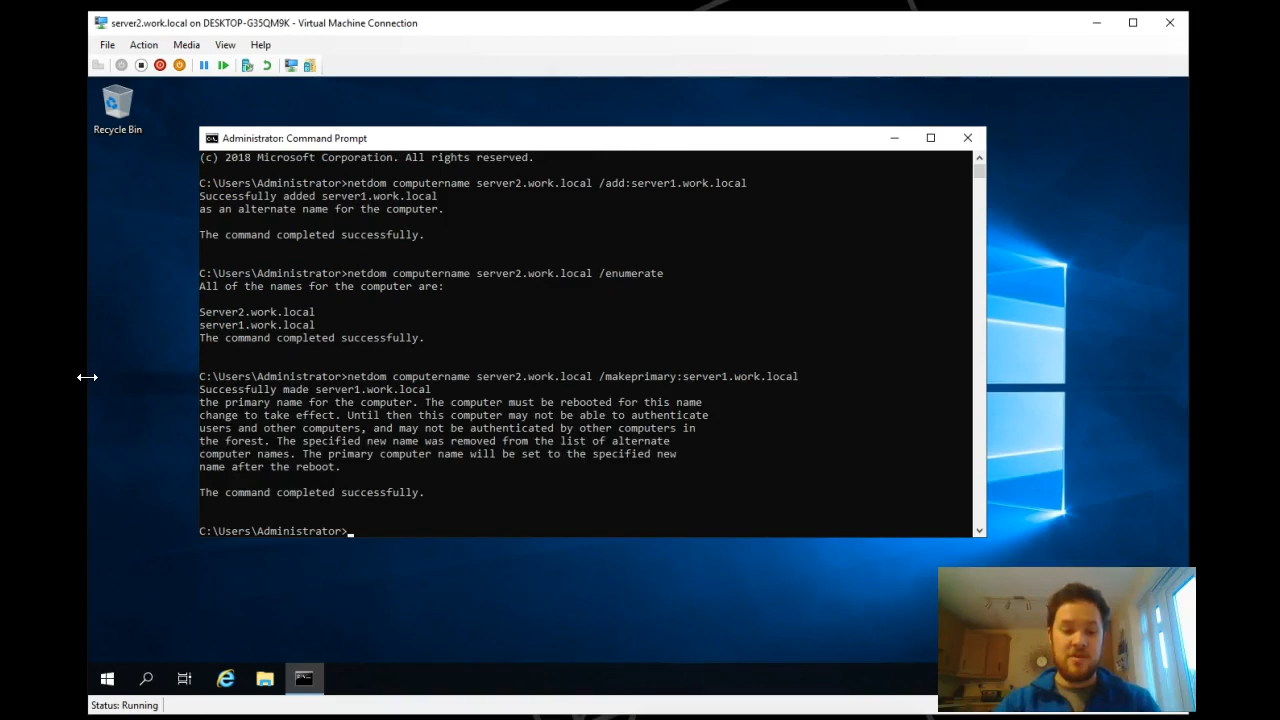 server2.work.local on DESKTOP-G35QM9K - Virtual Machine Connection
File Action Media View Help
Recycle Bin
Administrator: Command Prompt
(c) 2018 Microsoft Corporation. All rights reserved.
C:\Users\Administrator>netdom computername server2.work.local /add:server1.work.local
Successfully added server1.work.local
as an alternate name for the computer.
The command completed successfully.
C:\Users\Administrator>netdom computername server2.work.local /enumerate
All of the names for the computer are:
Server2.work.local
server1.work.local
The command completed successfully.
C:\Users\Administrator>netdom computername server2.work.local /makeprimary:server1.work.local
Successfully made server1.work.local
the primary name for the computer. The computer must be rebooted for this name
change to take effect. Until then this computer may not be able to authenticate
users and other computers, and may not be authenticated by other computers in
the forest. The specified new name was removed from the list of alternate
computer names. The primary computer name will be set to the specified new
name after the reboot.
The command completed successfully.
C:\Users\Administrator>
Status: Running